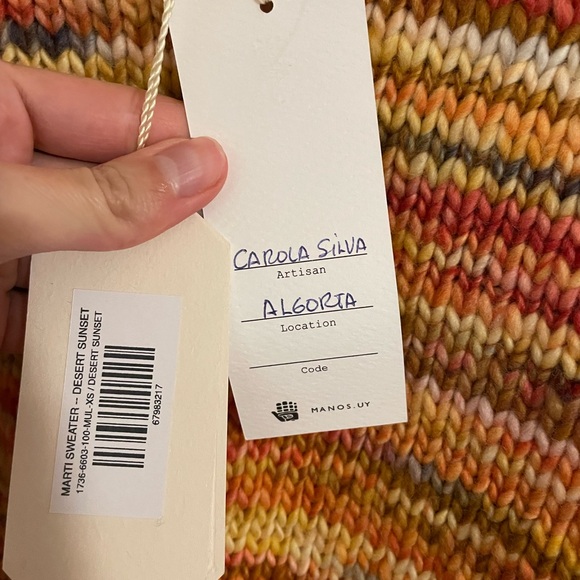 CAROLA SILVA
Artisan
ALGORTA
Location
Code
MANOS.UY
MARTI SWEATER -- DESERT SUNSET
1736-6603-100-MUL-XS / DESERT SUNSET
67983217